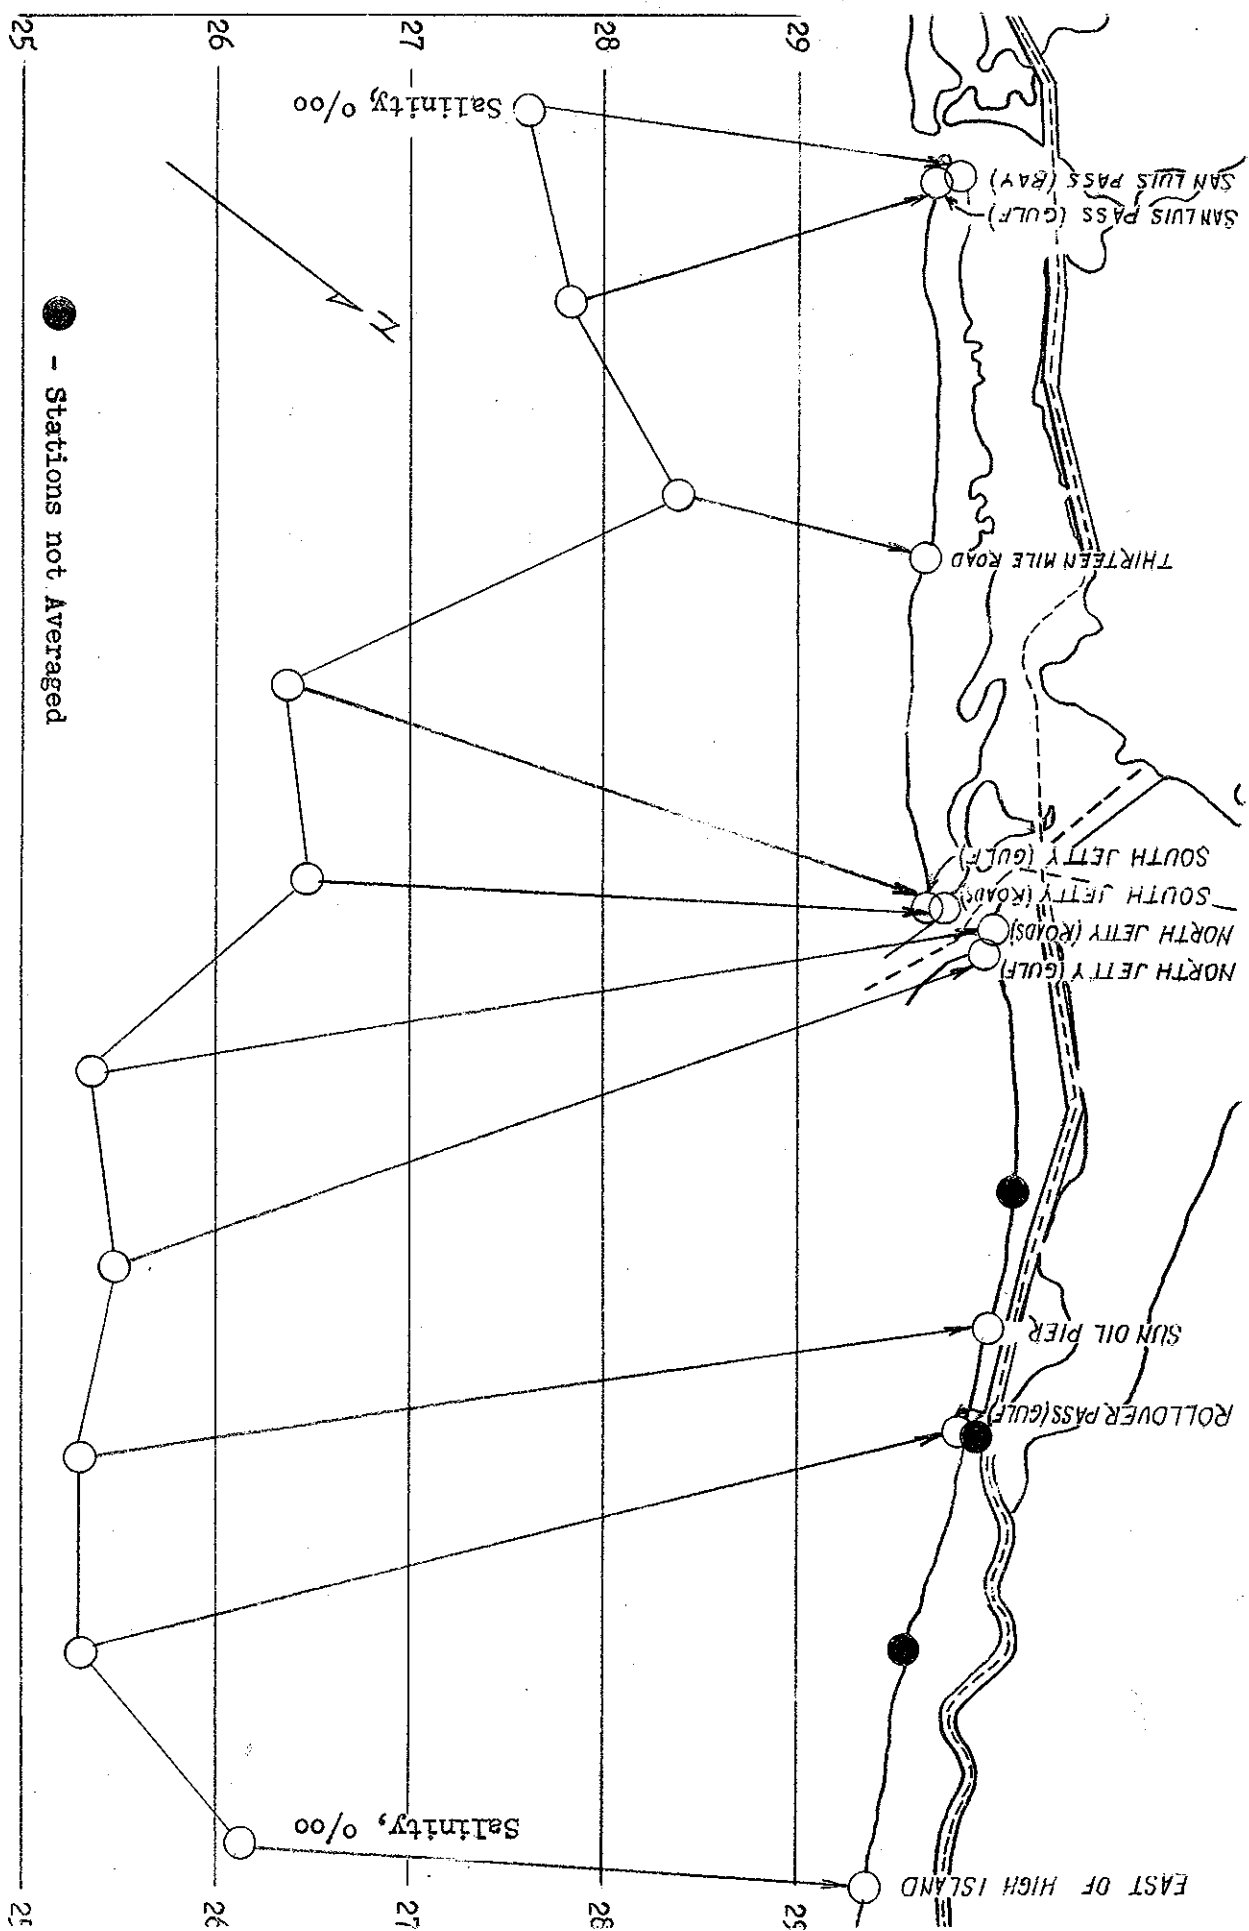 25 26 27 28 29
Salinity, o/oo
SAN LUIS PASS (BAY)
SAN LUIS PASS (GULF)
- Stations not Averaged
THIRTEEN MILE ROAD
SOUTH JETTY (GULF)
SOUTH JETTY (ROADS)
NORTH JETTY (ROADS)
NORTH JETTY (GULF)
SUN OIL PIER
ROLLOVER PASS (GULF)
Salinity, o/oo
EAST OF HIGH ISLAND
25 26 27 28 29